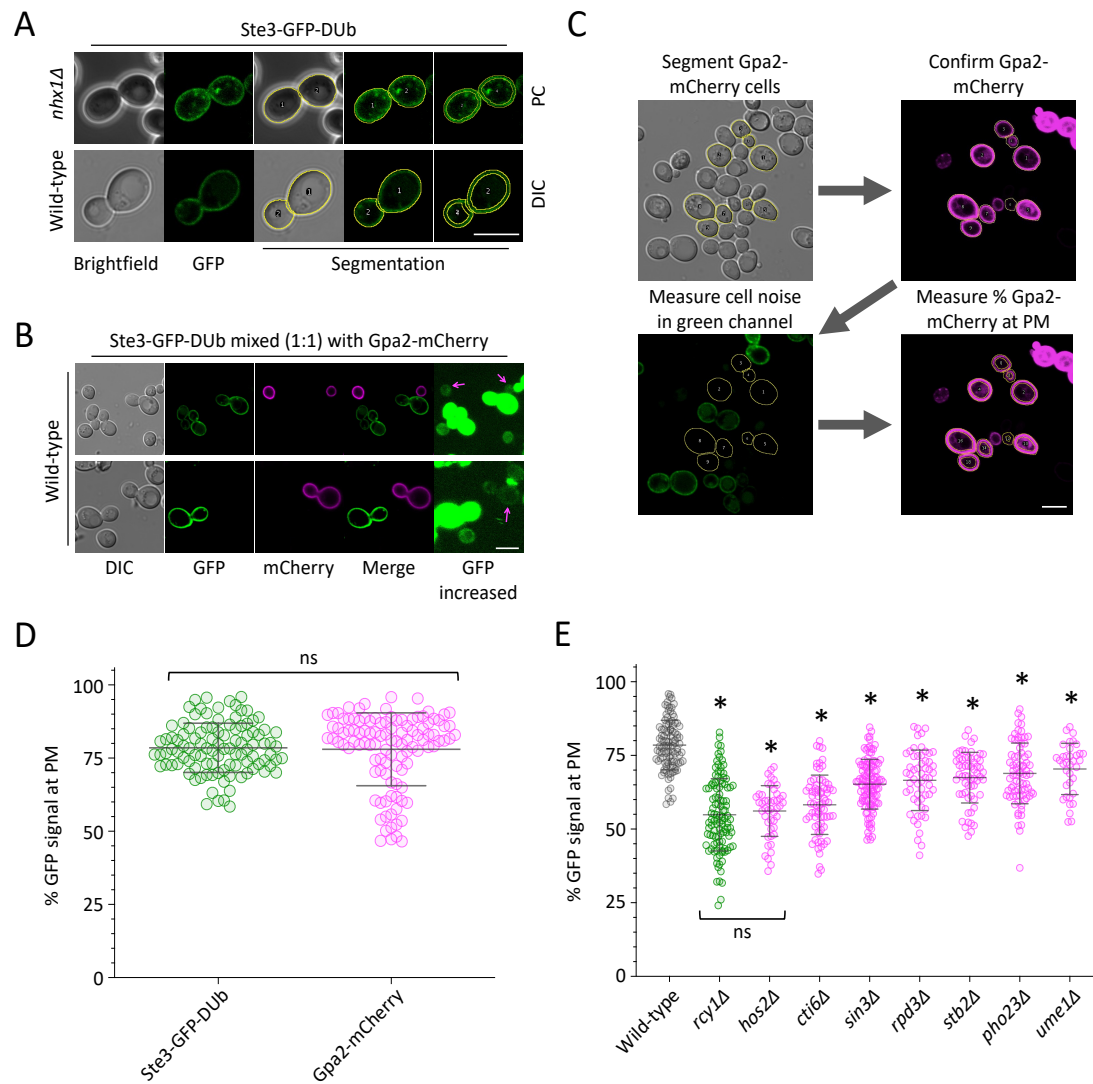 A
Ste3-GFP-DUb
nhx1Δ
PC
Wild-type
DIC
Brightfield
GFP
Segmentation
B
Ste3-GFP-DUb mixed (1:1) with Gpa2-mCherry
Wild-type
DIC
GFP
mCherry
Merge
GFP
increased
C
Segment Gpa2-
mCherry cells
Confirm Gpa2-
mCherry
Measure cell noise
in green channel
Measure % Gpa2-
mCherry at PM
D
ns
% GFP signal at PM
100
75
50
25
0
Ste3-GFP-DUb
Gpa2-mCherry
E
% GFP signal at PM
100
75
50
25
0
*
*
*
*
*
*
*
*
ns
Wild-type
rcy1Δ
hos2Δ
cti6Δ
sin3Δ
rpd3Δ
stb2Δ
pho23Δ
ume1Δ